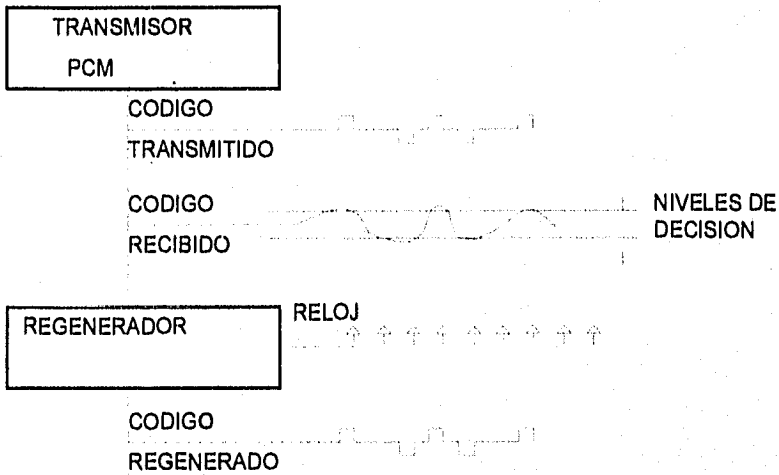 TRANSMISOR
PCM
CODIGO
TRANSMITIDO
CODIGO
RECIBIDO
NIVELES DE
DECISION
REGENERADOR
RELOJ
CODIGO
REGENERADO